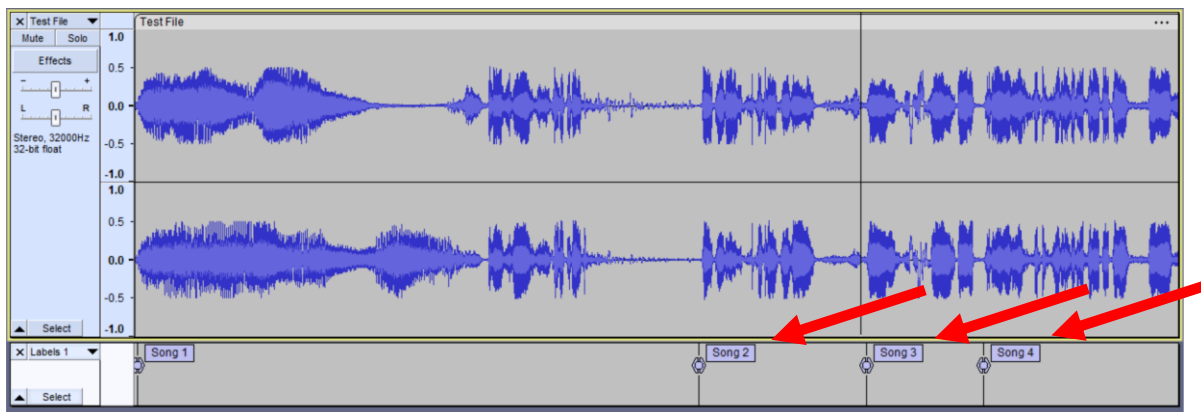 × Test File ▼
Test File ...
Mute Solo
Effects
- +
L R
Stereo, 32000Hz
32-bit float
▲ Select
1.0
0.5
0.0
-0.5
-1.0
1.0
0.5
0.0
-0.5
-1.0
× Labels 1 ▼
▲ Select
Song 1 Song 2 Song 3 Song 4